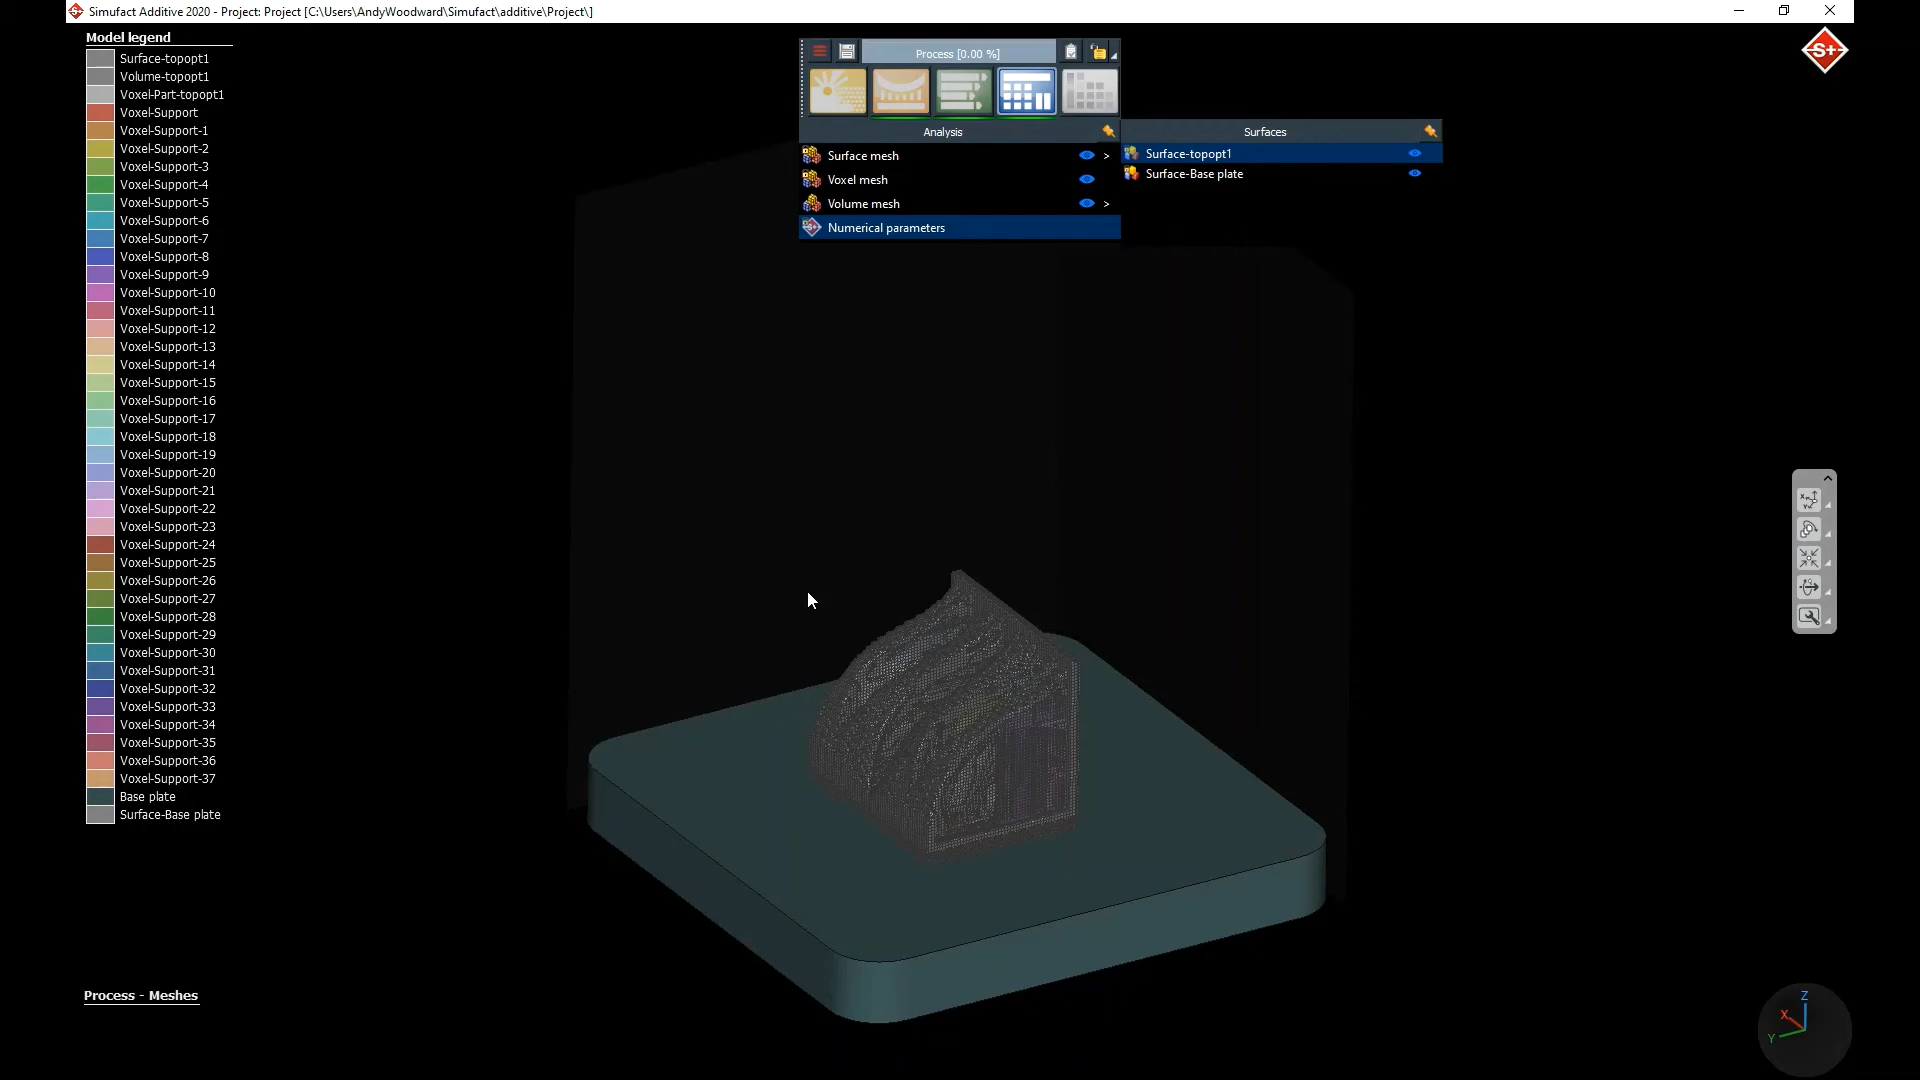 Simufact Additive 2020 - Project: Project [C:\Users\AndyWoodward\Simufact\additive\Project\]
Model legend
Surface-topopt1
Volume-topopt1
Voxel-Part-topopt1
Voxel-Support
Voxel-Support-1
Voxel-Support-2
Voxel-Support-3
Voxel-Support-4
Voxel-Support-5
Voxel-Support-6
Voxel-Support-7
Voxel-Support-8
Voxel-Support-9
Voxel-Support-10
Voxel-Support-11
Voxel-Support-12
Voxel-Support-13
Voxel-Support-14
Voxel-Support-15
Voxel-Support-16
Voxel-Support-17
Voxel-Support-18
Voxel-Support-19
Voxel-Support-20
Voxel-Support-21
Voxel-Support-22
Voxel-Support-23
Voxel-Support-24
Voxel-Support-25
Voxel-Support-26
Voxel-Support-27
Voxel-Support-28
Voxel-Support-29
Voxel-Support-30
Voxel-Support-31
Voxel-Support-32
Voxel-Support-33
Voxel-Support-34
Voxel-Support-35
Voxel-Support-36
Voxel-Support-37
Base plate
Surface-Base plate
Process - Meshes
Process [0.00 %]
Analysis
Surface mesh >
Voxel mesh
Volume mesh >
Numerical parameters
Surfaces
Surface-topopt1
Surface-Base plate
S+
Z
X
Y